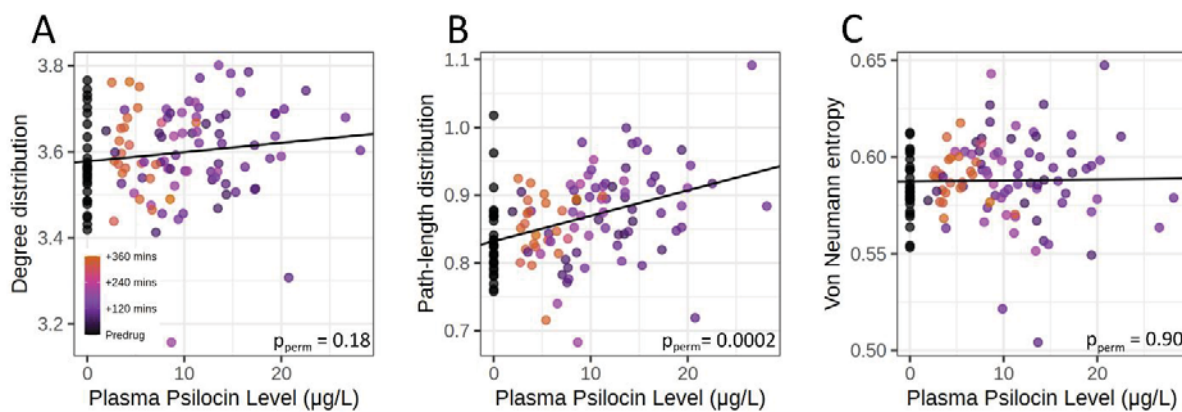 A
Degree distribution
3.8
3.6
3.4
3.2
+360 mins
+240 mins
+120 mins
Predrug
pperm = 0.18
0 10 20
Plasma Psilocin Level (µg/L)
B
Path-length distribution
1.1
1.0
0.9
0.8
0.7
pperm = 0.0002
0 10 20
Plasma Psilocin Level (µg/L)
C
Von Neumann entropy
0.65
0.60
0.55
0.50
pperm = 0.90
0 10 20
Plasma Psilocin Level (µg/L)